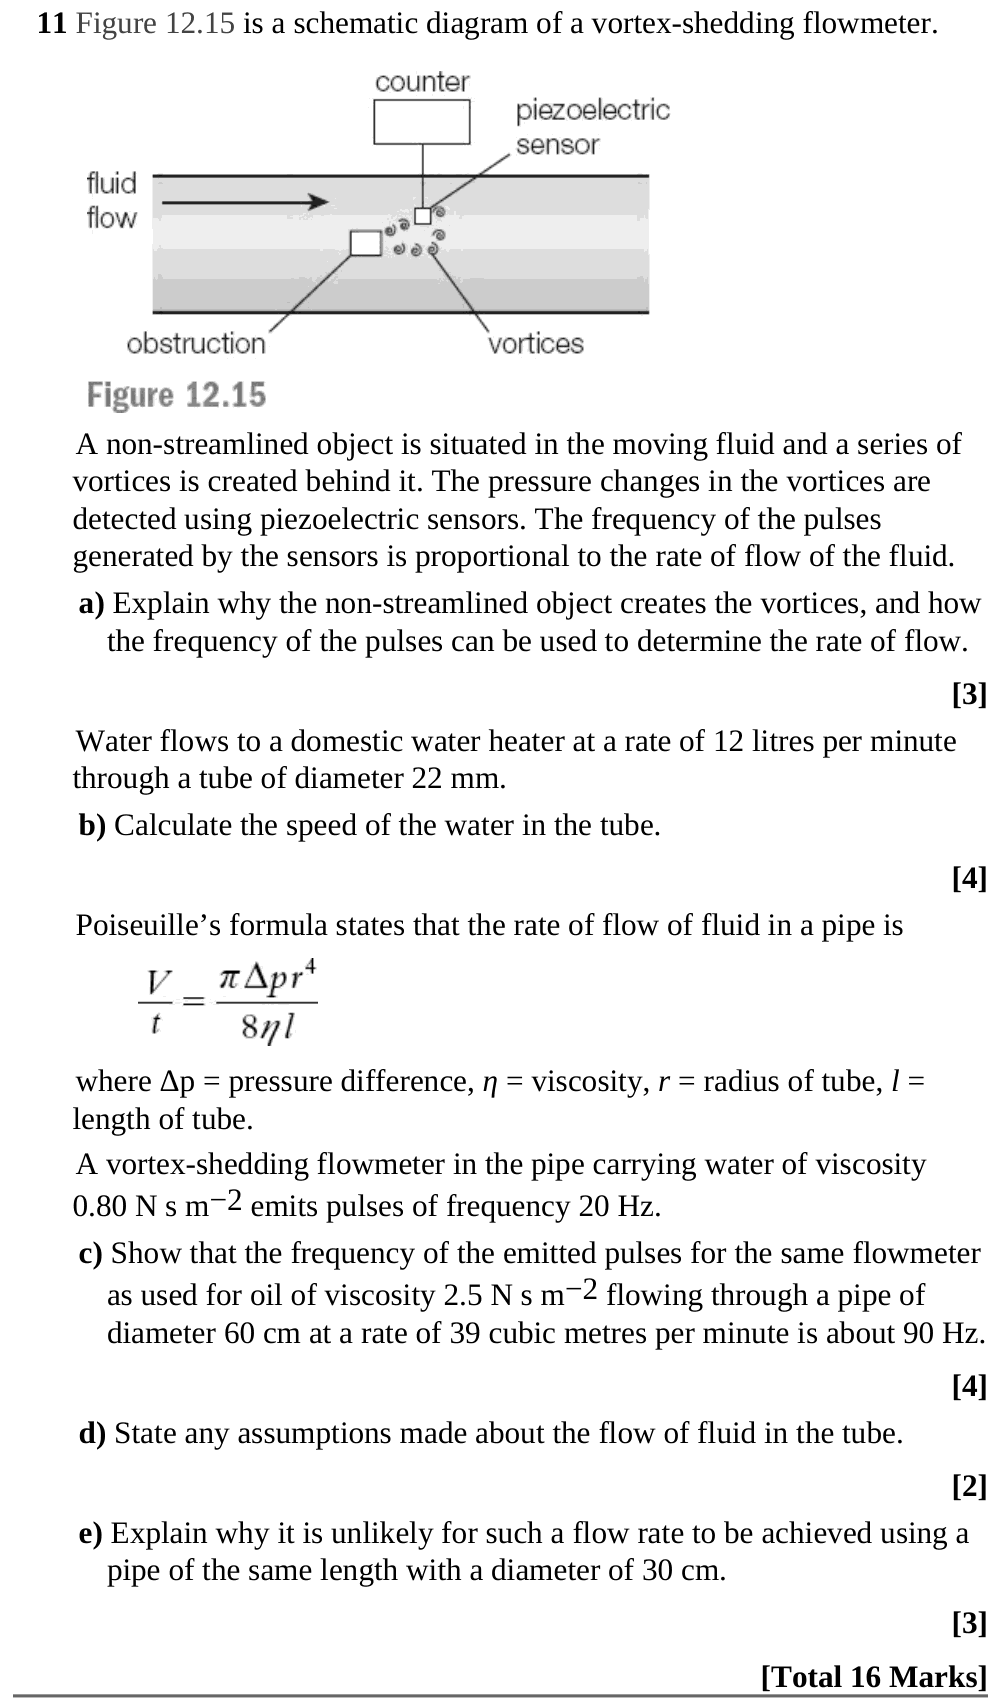 11 Figure 12.15 is a schematic diagram of a vortex-shedding flowmeter.
counter
piezoelectric
sensor
fluid
flow
obstruction
vortices
Figure 12.15
A non-streamlined object is situated in the moving fluid and a series of
vortices is created behind it. The pressure changes in the vortices are
detected using piezoelectric sensors. The frequency of the pulses
generated by the sensors is proportional to the rate of flow of the fluid.
a) Explain why the non-streamlined object creates the vortices, and how
the frequency of the pulses can be used to determine the rate of flow.
[3]
Water flows to a domestic water heater at a rate of 12 litres per minute
through a tube of diameter 22 mm.
b) Calculate the speed of the water in the tube.
[4]
Poiseuille’s formula states that the rate of flow of fluid in a pipe is
V/t = πΔpr⁴/8ηl
where Δp = pressure difference, η = viscosity, r = radius of tube, l =
length of tube.
A vortex-shedding flowmeter in the pipe carrying water of viscosity
0.80 N s m−2 emits pulses of frequency 20 Hz.
c) Show that the frequency of the emitted pulses for the same flowmeter
as used for oil of viscosity 2.5 N s m−2 flowing through a pipe of
diameter 60 cm at a rate of 39 cubic metres per minute is about 90 Hz.
[4]
d) State any assumptions made about the flow of fluid in the tube.
[2]
e) Explain why it is unlikely for such a flow rate to be achieved using a
pipe of the same length with a diameter of 30 cm.
[3]
[Total 16 Marks]